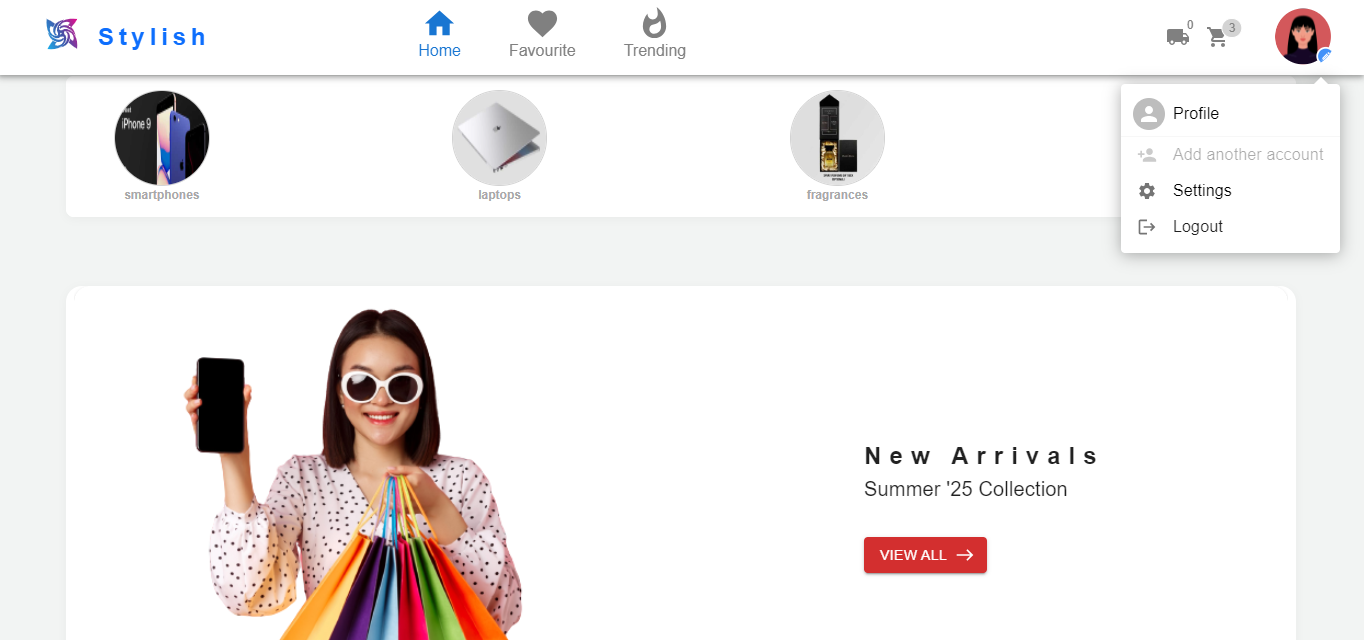 Stylish
Home
Favourite
Trending
0
3
iPhone 9
smartphones
laptops
fragrances
Profile
Add another account
Settings
Logout
New Arrivals
Summer '25 Collection
VIEW ALL